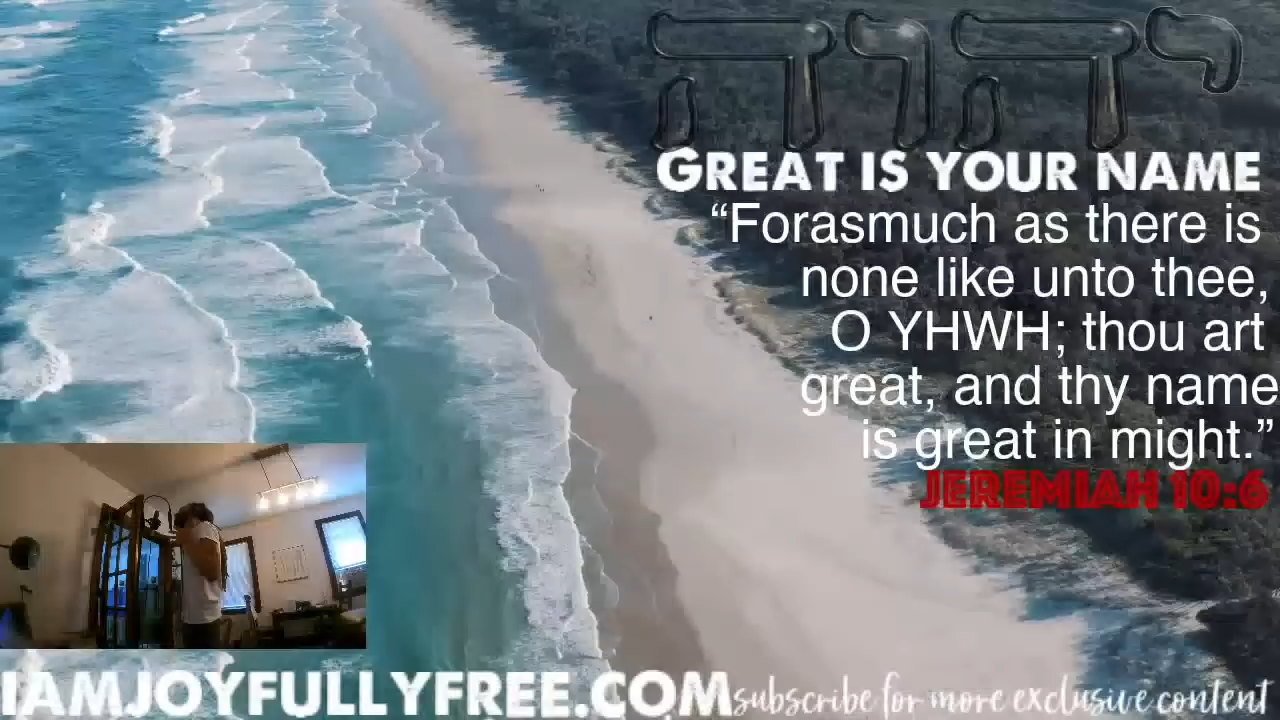 יהוה
GREAT IS YOUR NAME
“Forasmuch as there is
none like unto thee,
O YHWH; thou art
great, and thy name
is great in might.”
JEREMIAH 10:6
IAMJOYFULLYFREE.COM subscribe for more exclusive content